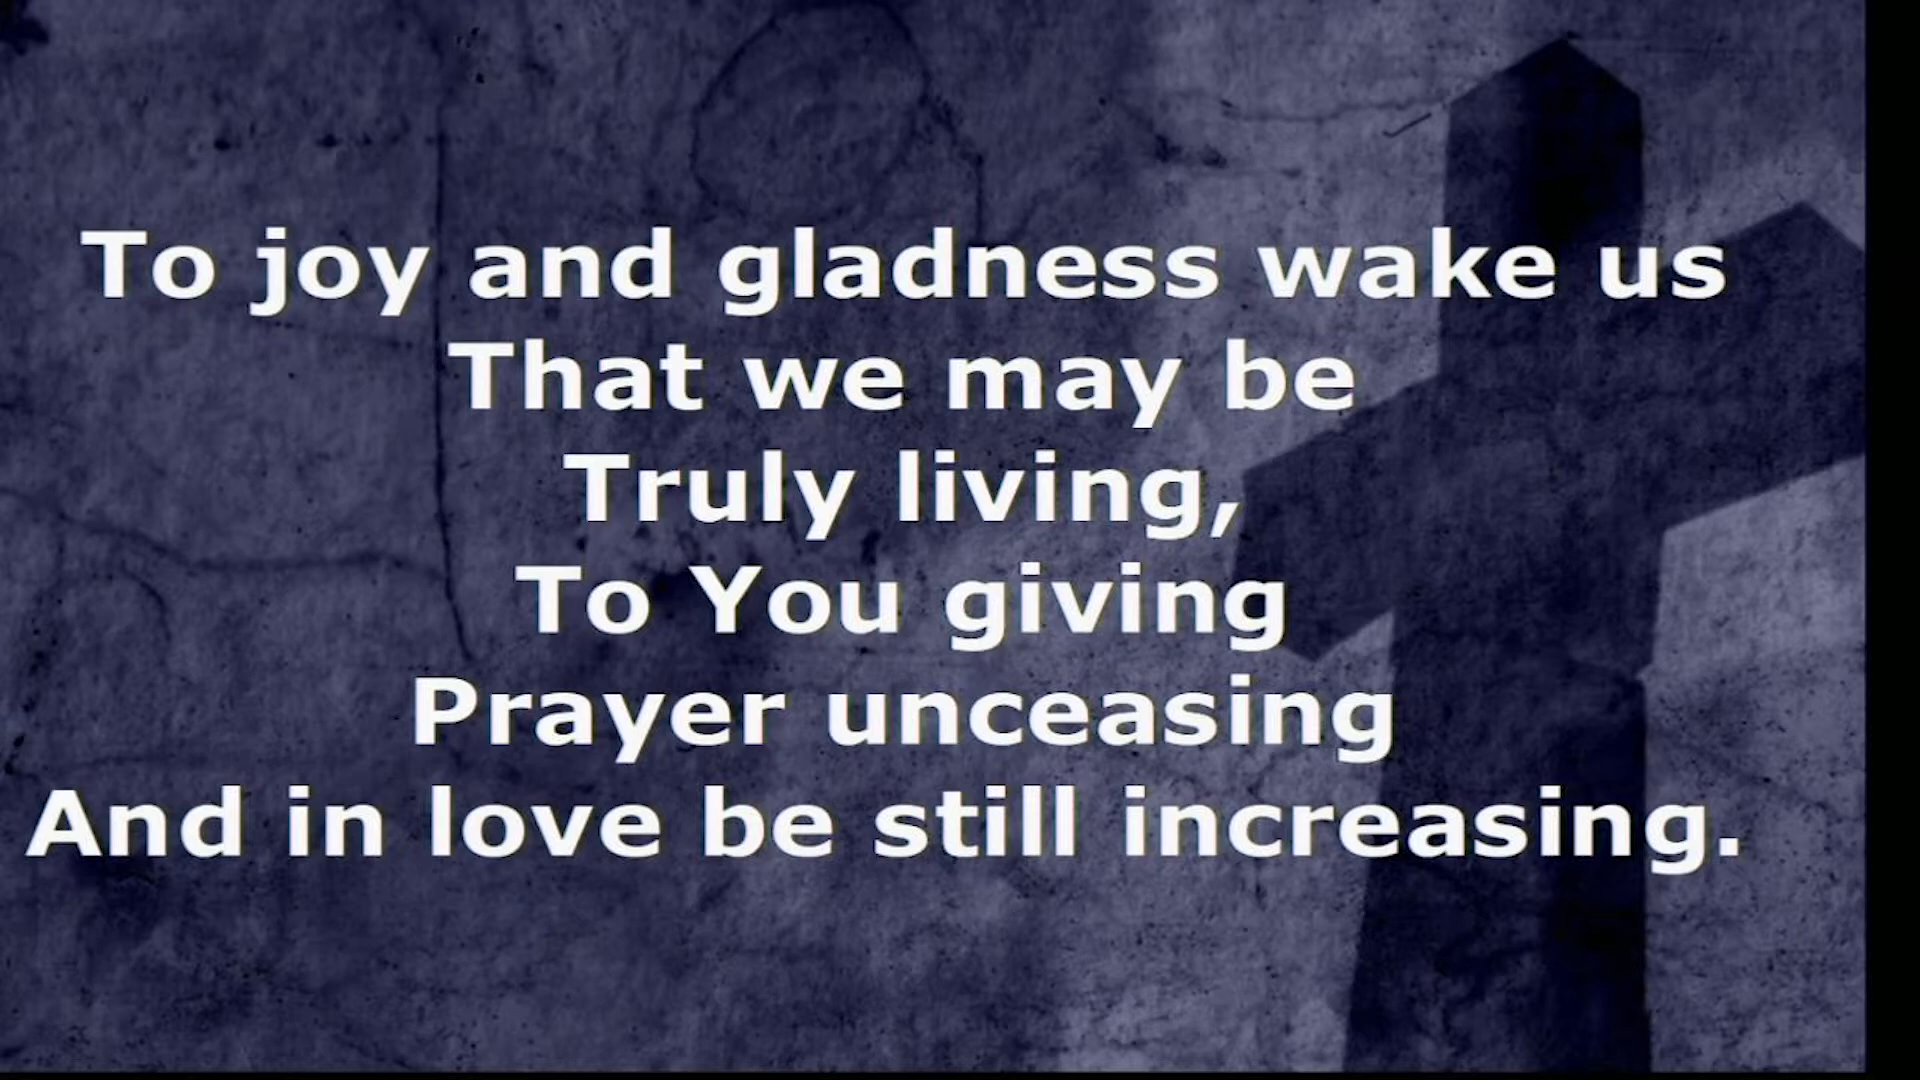 To joy and gladness wake us
That we may be
Truly living,
To You giving
Prayer unceasing
And in love be still increasing.